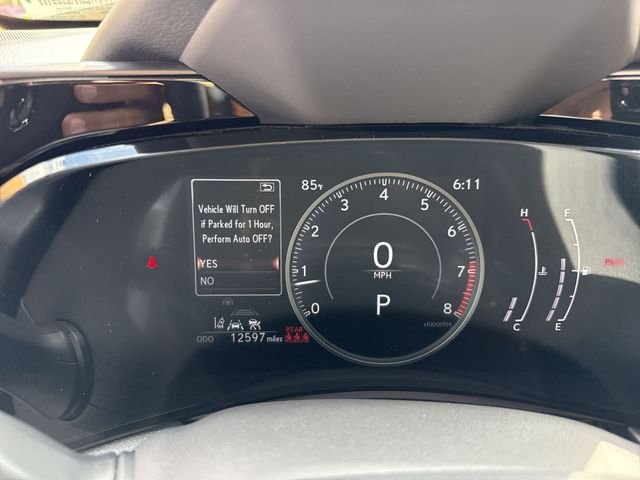 Vehicle Will Turn OFF
if Parked for 1 Hour,
Perform Auto OFF?
YES
NO
85°F
6:11
0
1
2
3
4
5
6
7
8
0
MPH
P
x1000RPM
H
C
F
E
PARK
REAR
ODO 12597 miles